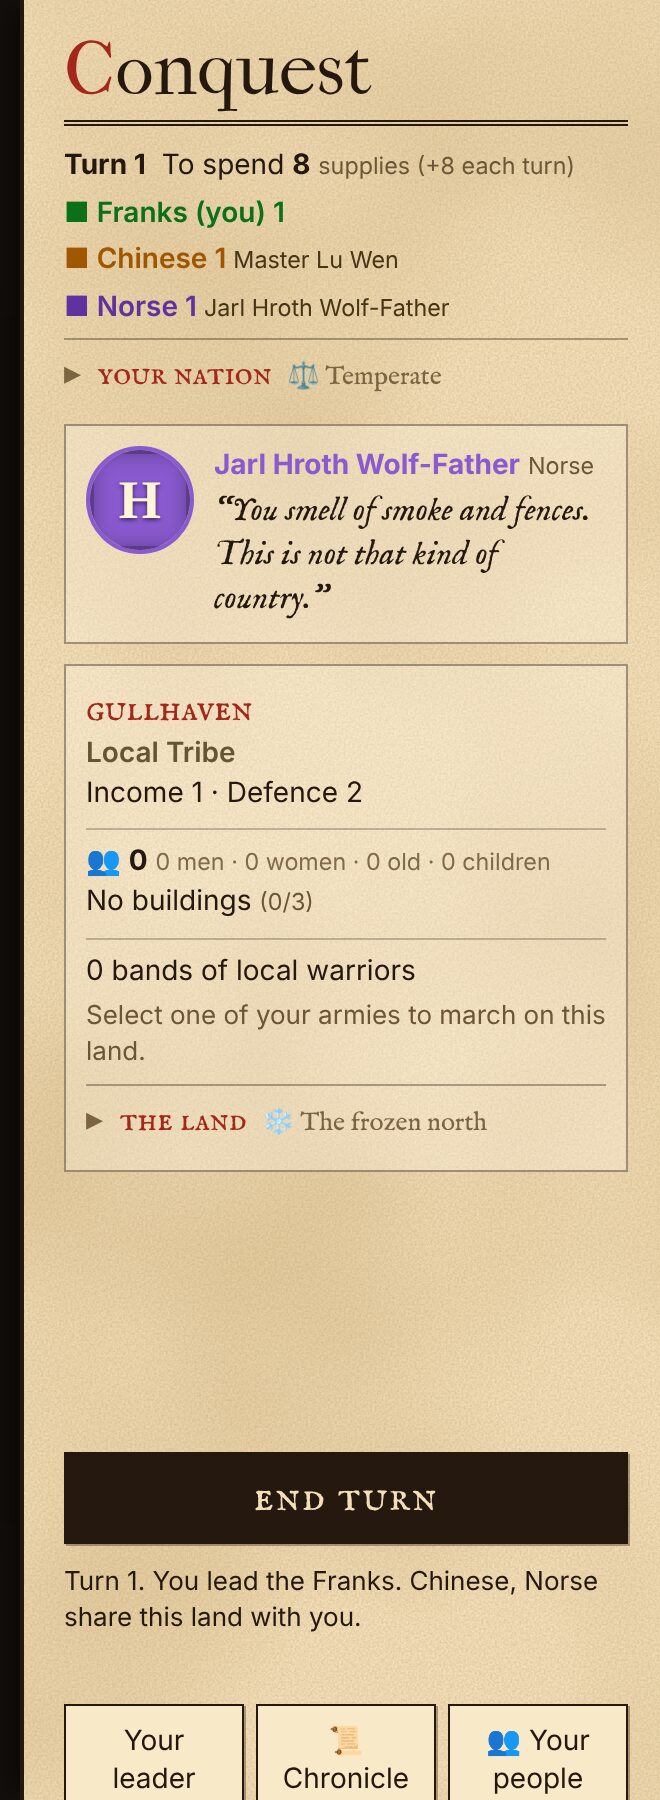 Conquest
Turn 1 To spend 8 supplies (+8 each turn)
Franks (you) 1
Chinese 1 Master Lu Wen
Norse 1 Jarl Hroth Wolf-Father
▶ YOUR NATION ⚖️ Temperate
H
Jarl Hroth Wolf-Father Norse
“You smell of smoke and fences.
This is not that kind of
country.”
GULLHAVEN
Local Tribe
Income 1 · Defence 2
👥 0 0 men · 0 women · 0 old · 0 children
No buildings (0/3)
0 bands of local warriors
Select one of your armies to march on this
land.
▶ THE LAND ❄️ The frozen north
END TURN
Turn 1. You lead the Franks. Chinese, Norse
share this land with you.
Your
leader
📜
Chronicle
👥 Your
people